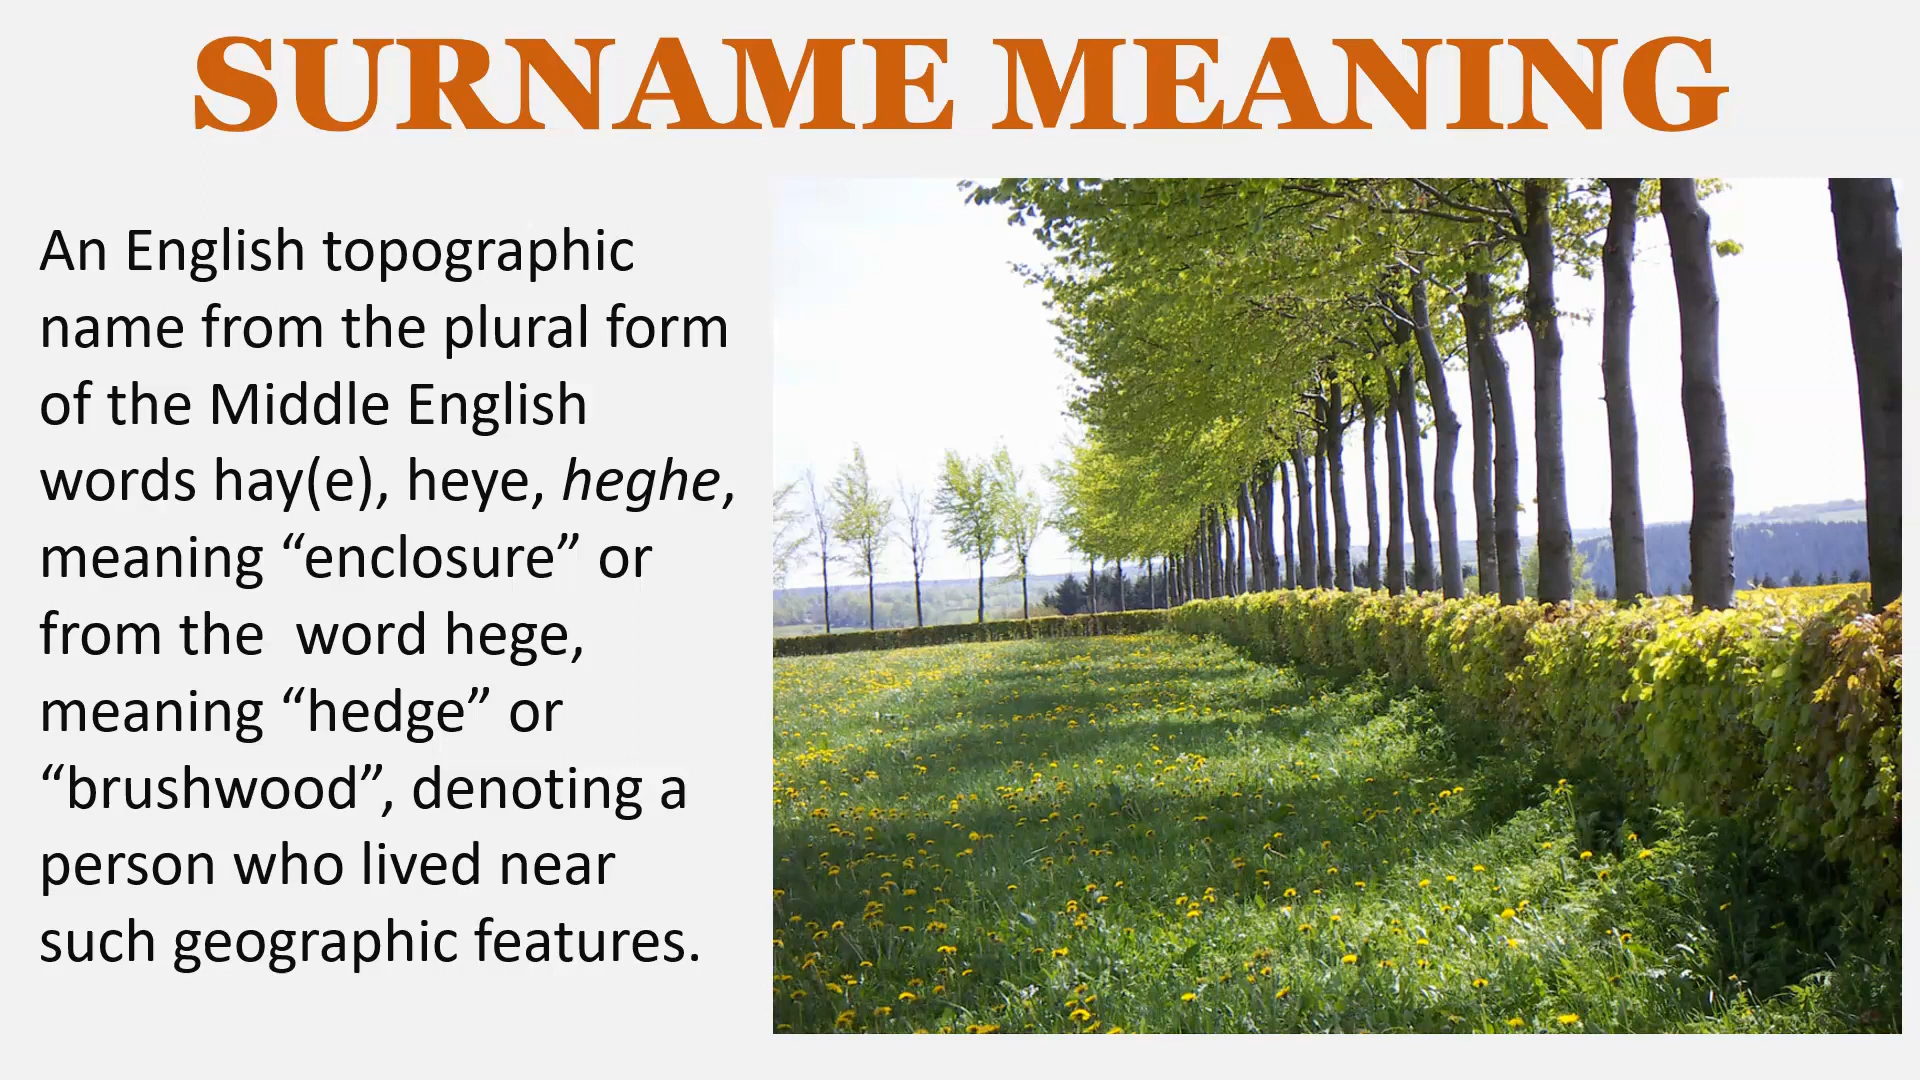 SURNAME MEANING
An English topographic
name from the plural form
of the Middle English
words hay(e), heye, heghe,
meaning “enclosure” or
from the  word hege,
meaning “hedge” or
“brushwood”, denoting a
person who lived near
such geographic features.